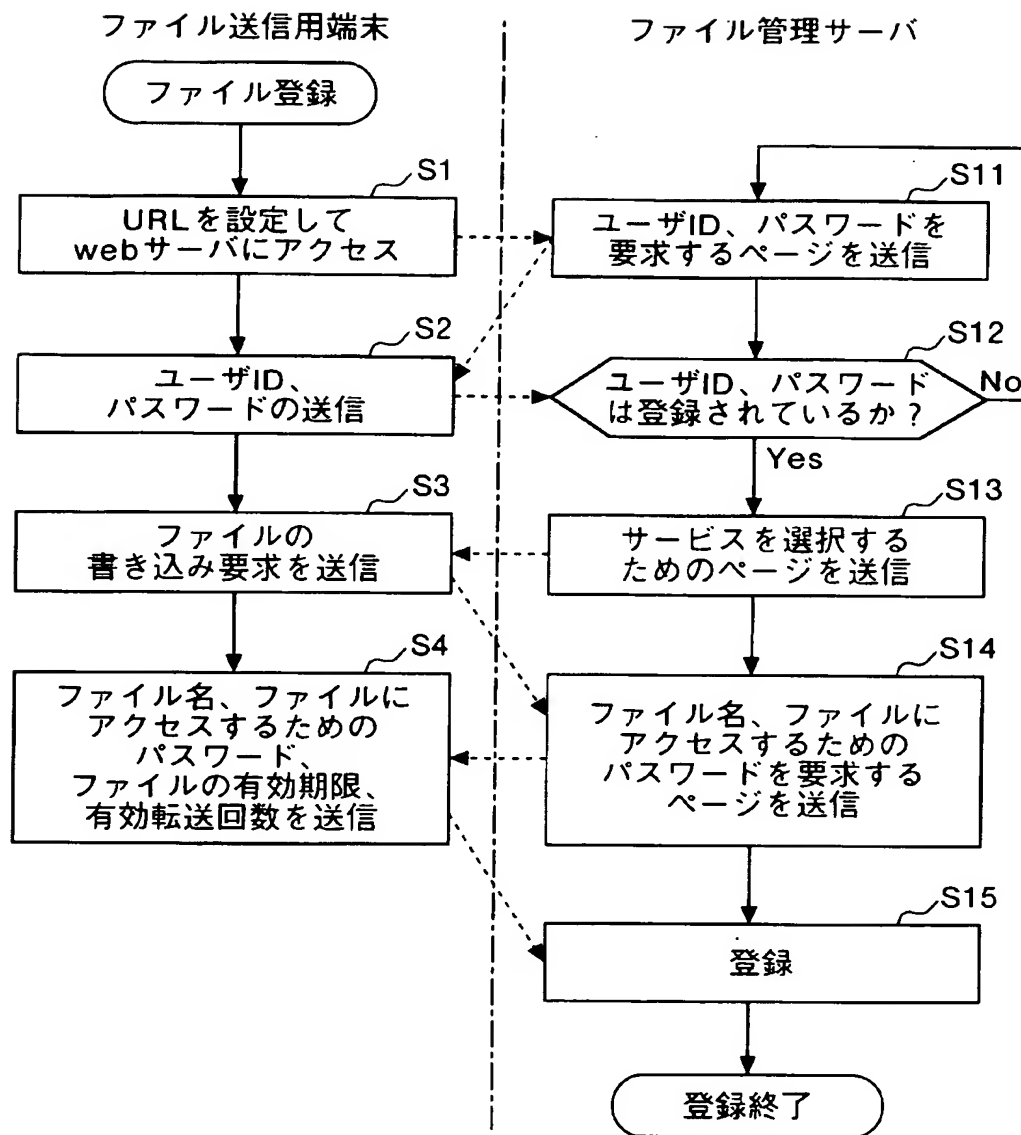 ファイル送信用端末
ファイル登録
S1
URLを設定して
webサーバにアクセス
S2
ユーザID、
パスワードの送信
S3
ファイルの
書き込み要求を送信
S4
ファイル名、ファイルに
アクセスするための
パスワード、
ファイルの有効期限、
有効転送回数を送信
ファイル管理サーバ
S11
ユーザID、パスワードを
要求するページを送信
S12
ユーザID、パスワード
は登録されているか?
No
Yes
S13
サービスを選択する
ためのページを送信
S14
ファイル名、ファイルに
アクセスするための
パスワードを要求する
ページを送信
S15
登録
登録終了